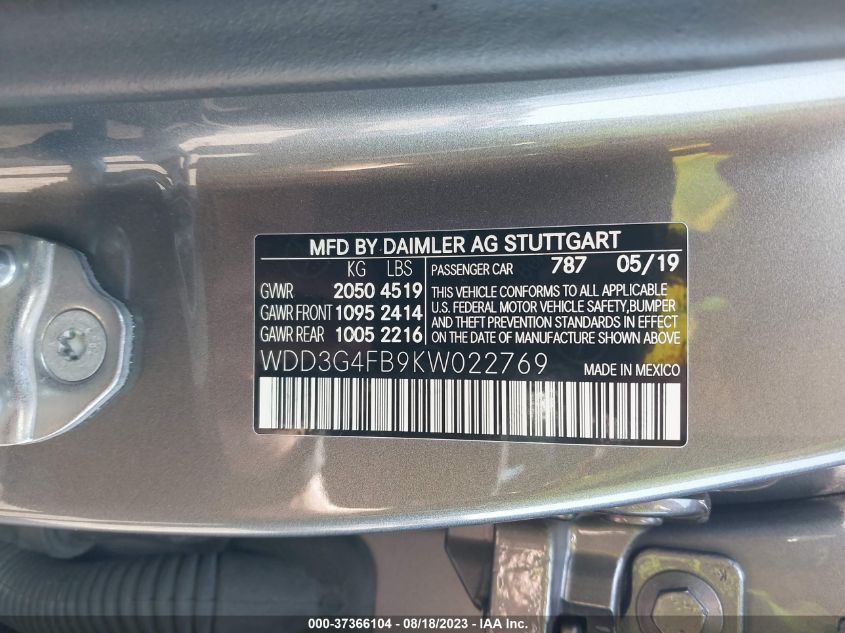 MFD BY DAIMLER AG STUTTGART
KG LBS
GVWR 2050 4519
GAWR FRONT 1095 2414
GAWR REAR 1005 2216
PASSENGER CAR 787 05/19
THIS VEHICLE CONFORMS TO ALL APPLICABLE
U.S. FEDERAL MOTOR VEHICLE SAFETY,BUMPER
AND THEFT PREVENTION STANDARDS IN EFFECT
ON THE DATE OF MANUFACTURE SHOWN ABOVE
WDD3G4FB9KW022769 MADE IN MEXICO
000-37366104 - 08/18/2023 - IAA Inc.